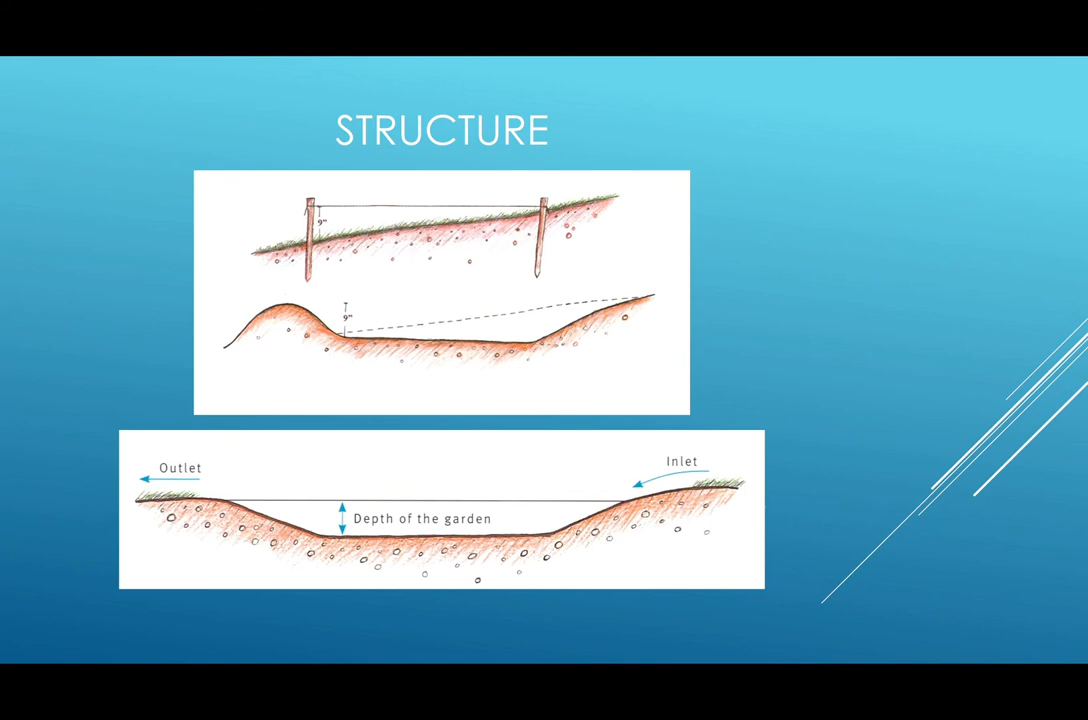 STRUCTURE
9"
9"
Outlet
Inlet
Depth of the garden